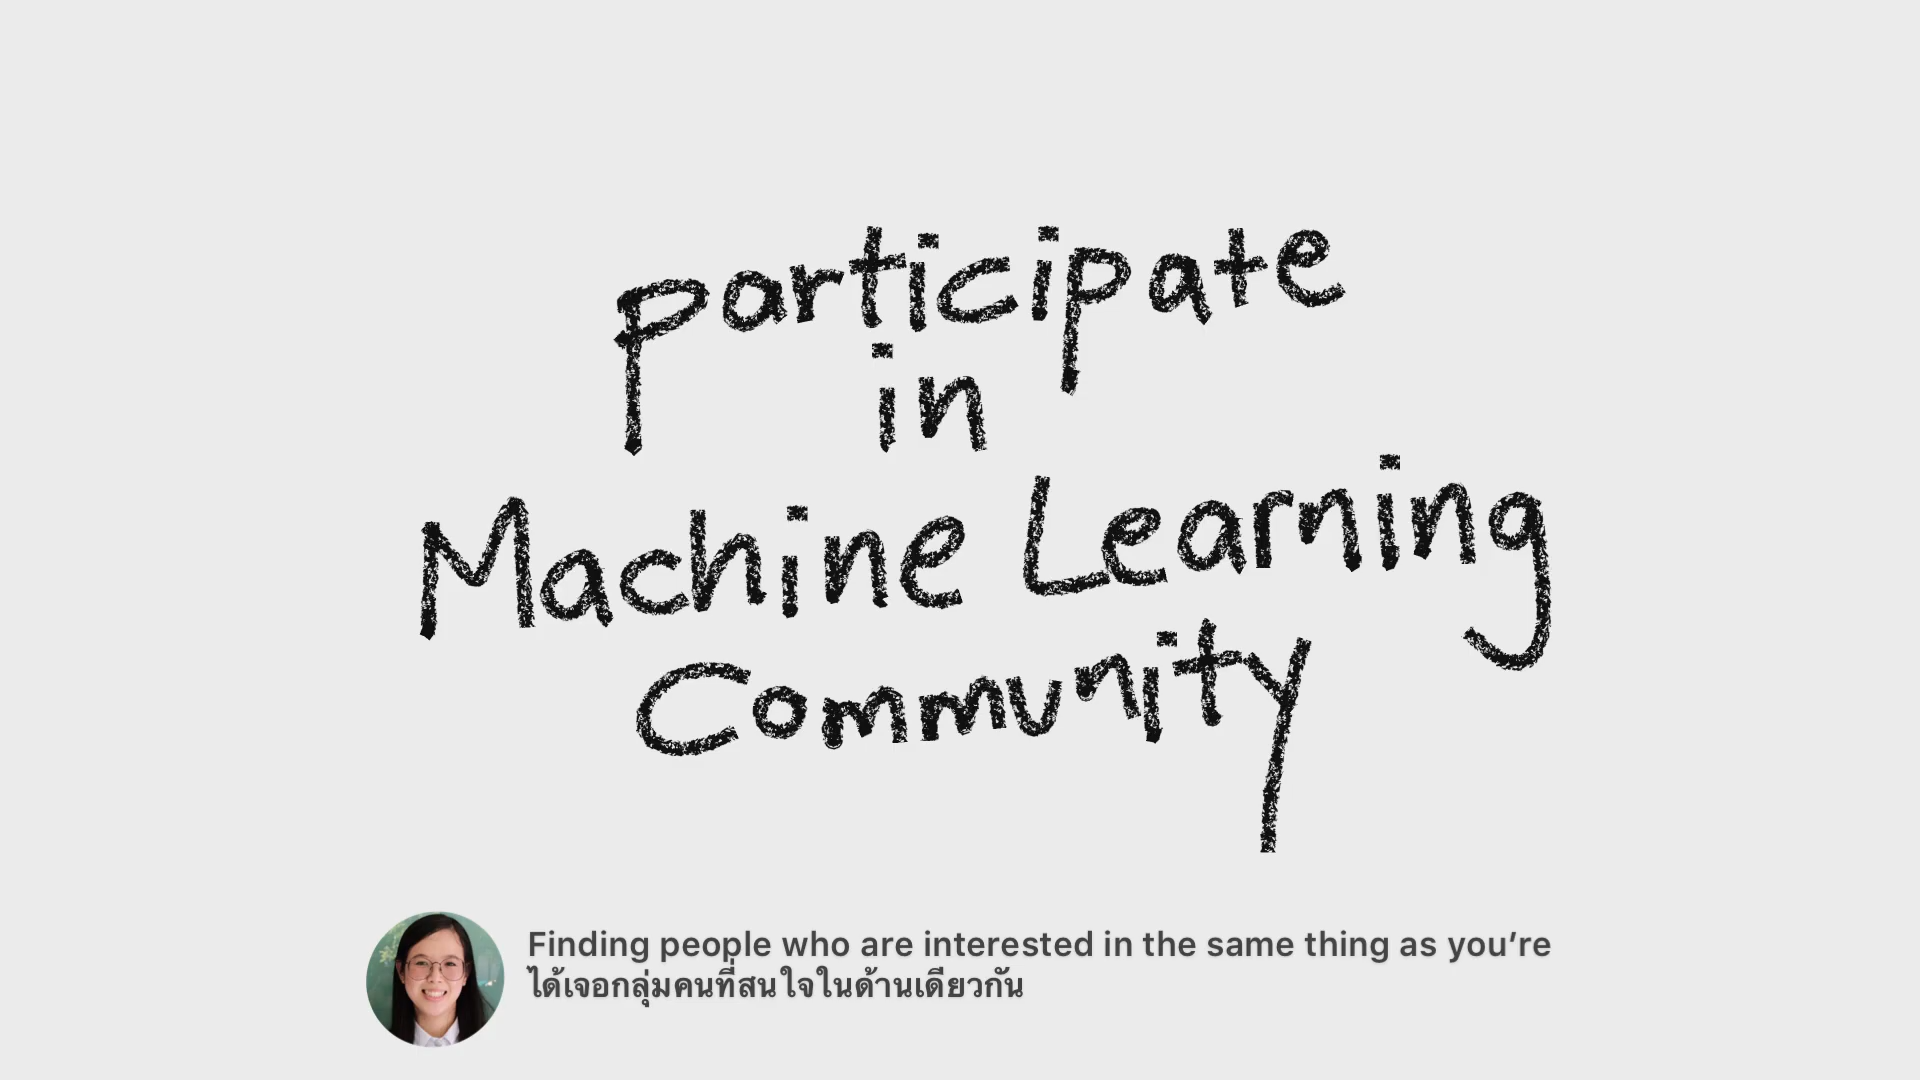 participate
in
Machine Learning
Community
Finding people who are interested in the same thing as you’re
ได้เจอกลุ่มคนที่สนใจในด้านเดียวกัน